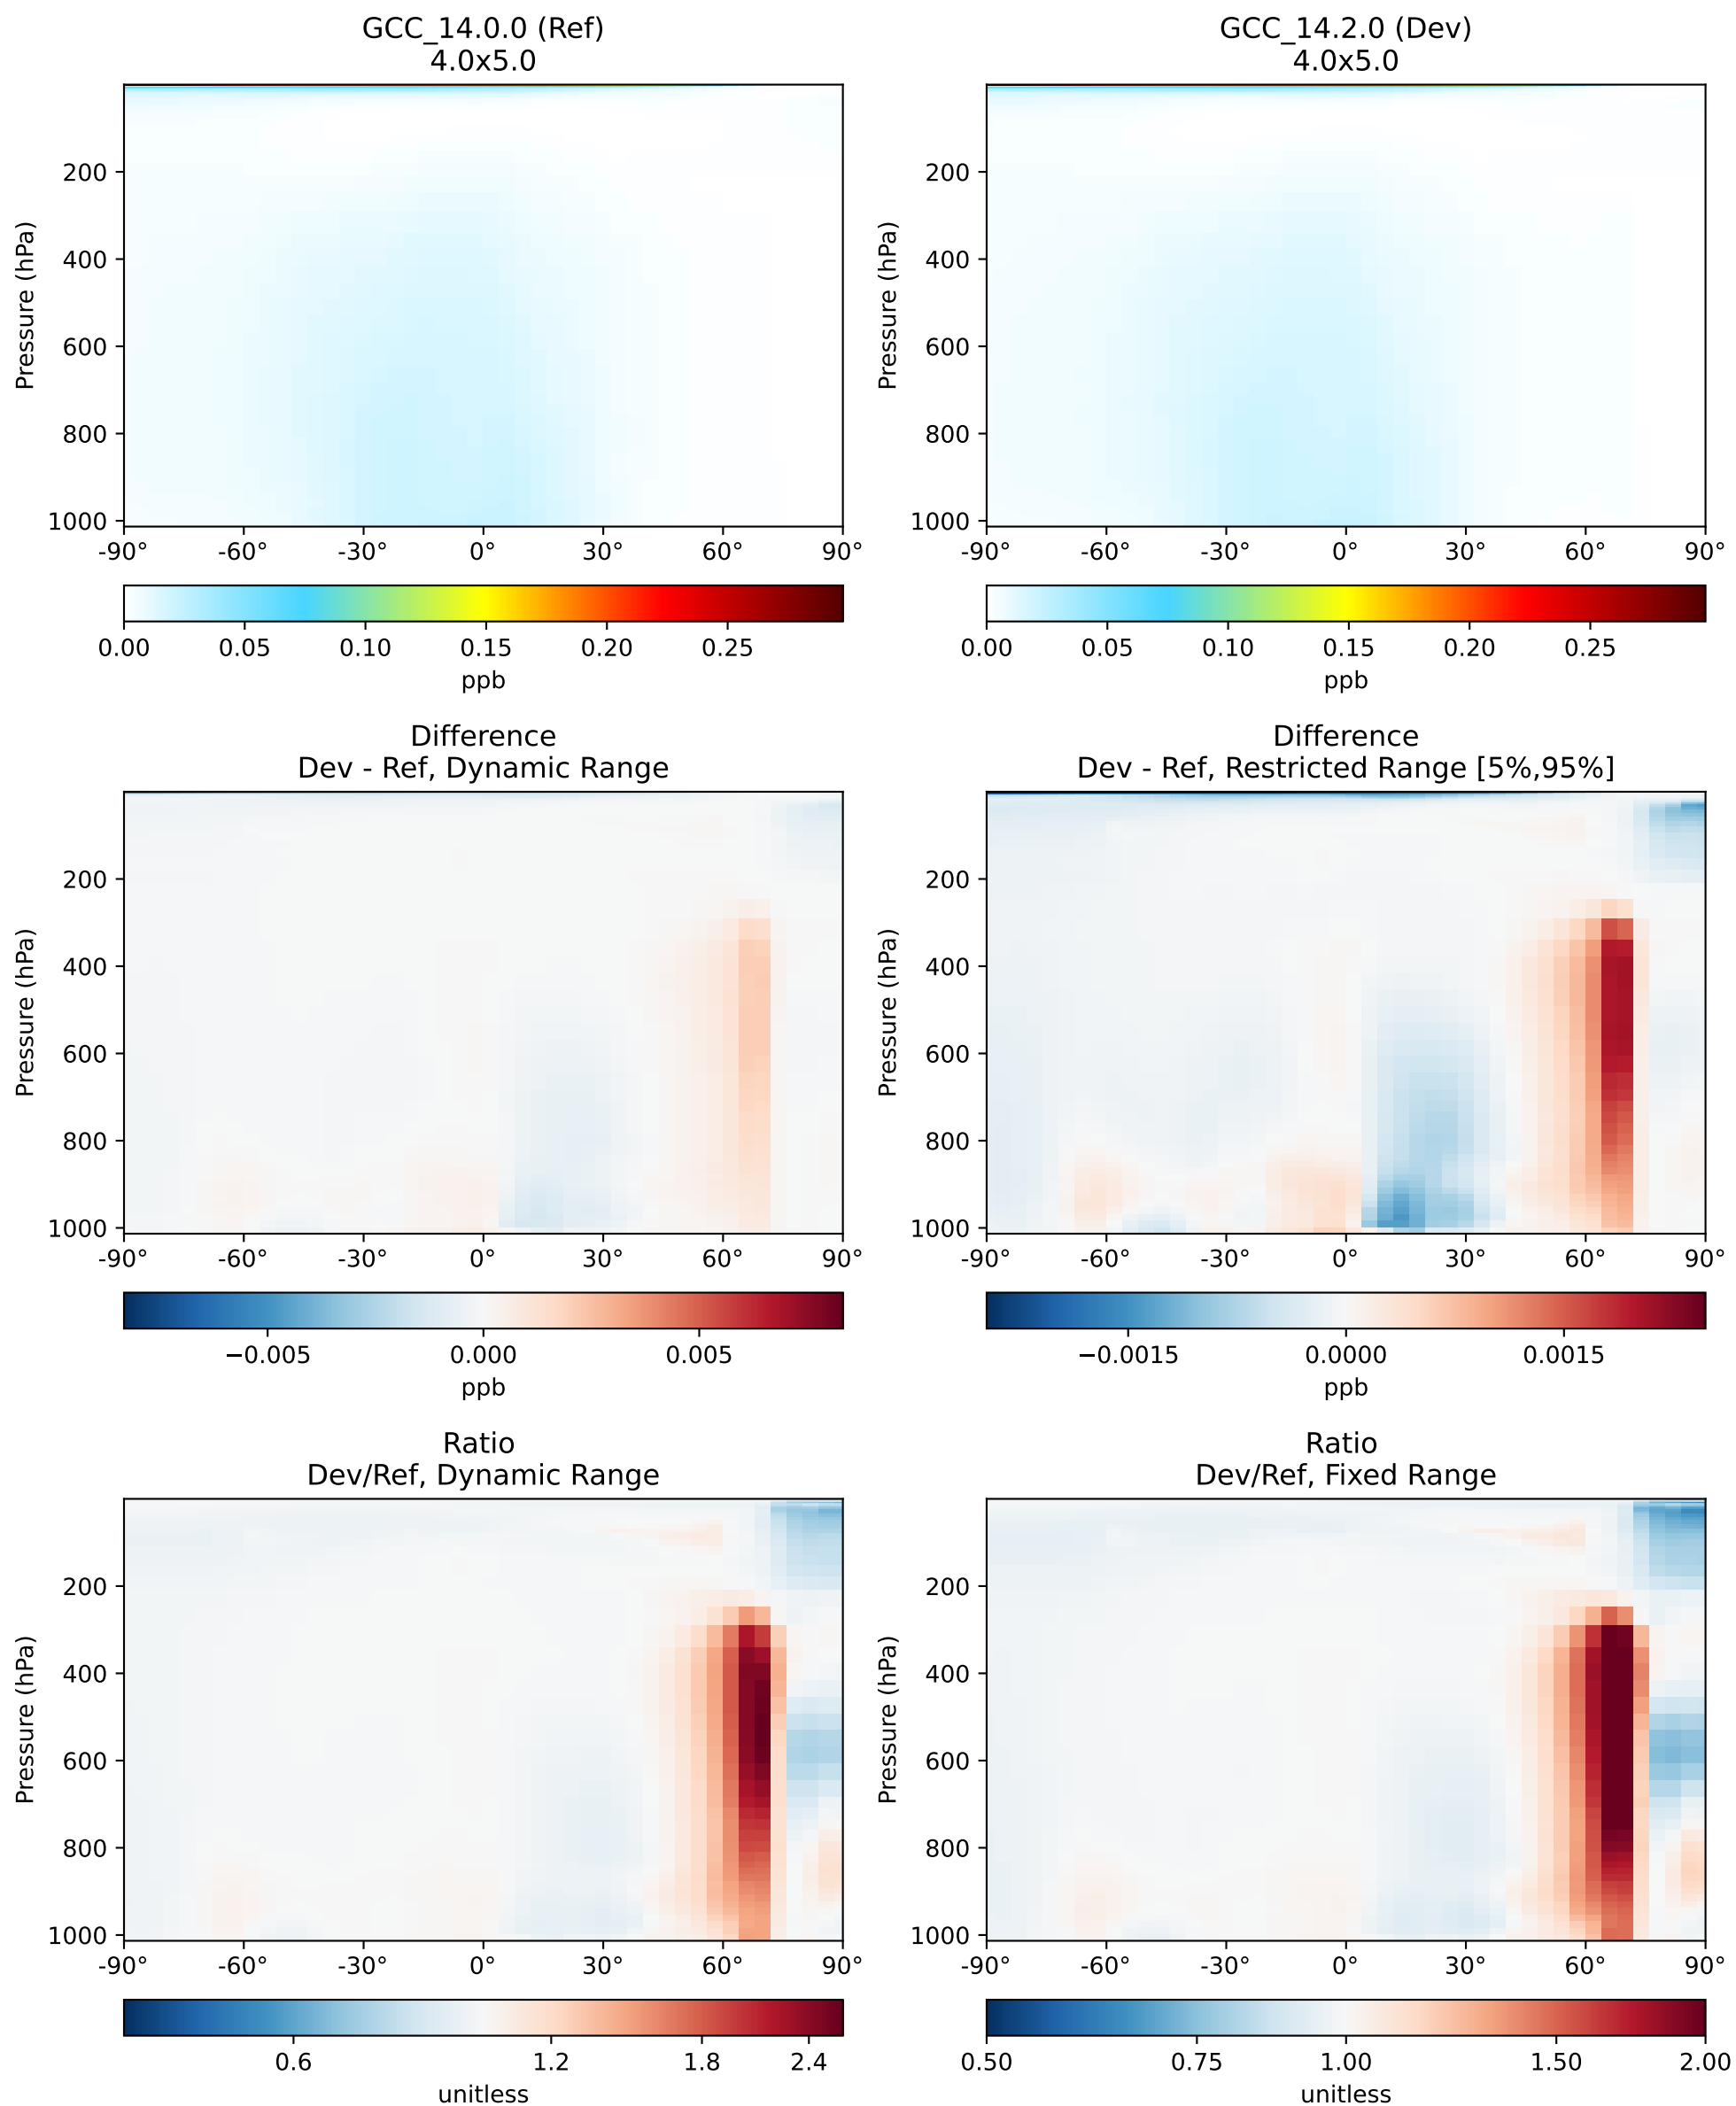 GCC_14.0.0 (Ref)
4.0x5.0
Pressure (hPa)
200
400
600
800
1000
-90° -60° -30° 0° 30° 60° 90°
0.00 0.05 0.10 0.15 0.20 0.25
ppb
GCC_14.2.0 (Dev)
4.0x5.0
Pressure (hPa)
200
400
600
800
1000
-90° -60° -30° 0° 30° 60° 90°
0.00 0.05 0.10 0.15 0.20 0.25
ppb
Difference
Dev - Ref, Dynamic Range
Pressure (hPa)
200
400
600
800
1000
-90° -60° -30° 0° 30° 60° 90°
−0.005 0.000 0.005
ppb
Difference
Dev - Ref, Restricted Range [5%,95%]
Pressure (hPa)
200
400
600
800
1000
-90° -60° -30° 0° 30° 60° 90°
−0.0015 0.0000 0.0015
ppb
Ratio
Dev/Ref, Dynamic Range
Pressure (hPa)
200
400
600
800
1000
-90° -60° -30° 0° 30° 60° 90°
0.6 1.2 1.8 2.4
unitless
Ratio
Dev/Ref, Fixed Range
Pressure (hPa)
200
400
600
800
1000
-90° -60° -30° 0° 30° 60° 90°
0.50 0.75 1.00 1.50 2.00
unitless